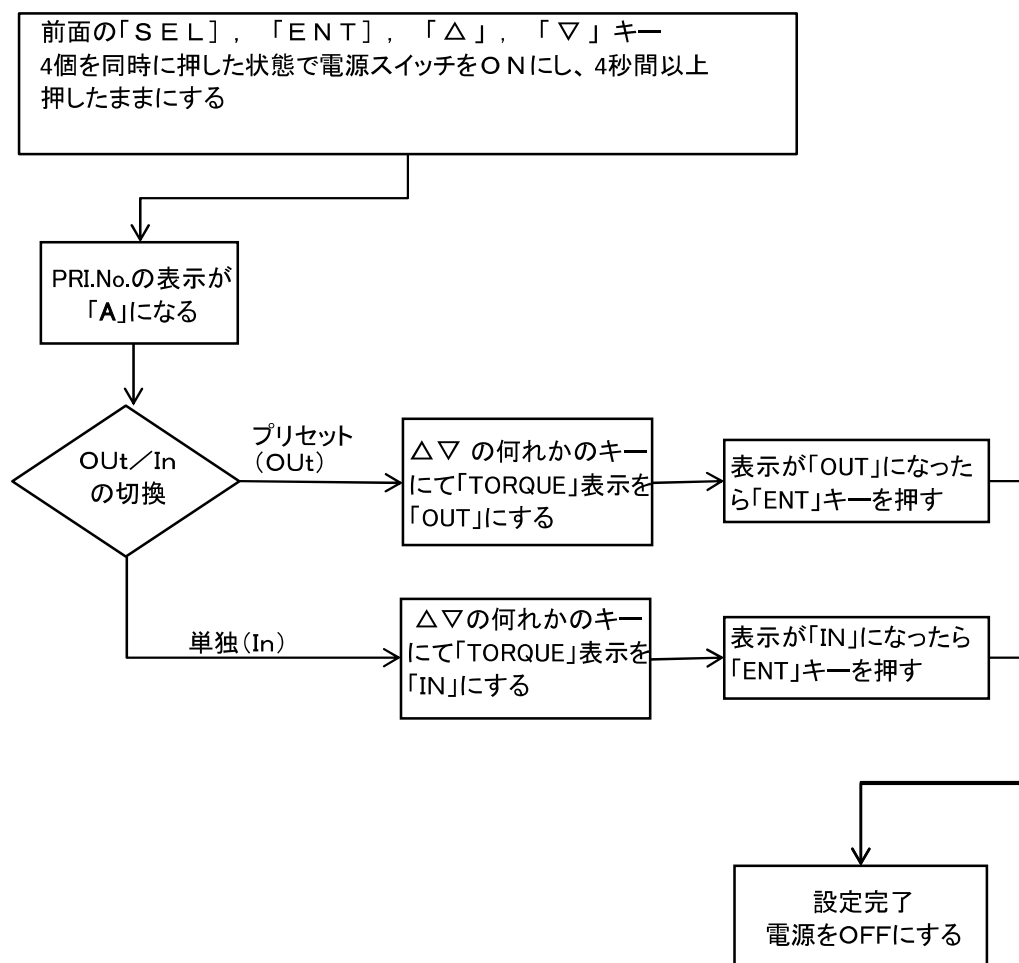 前面の「ＳＥＬ］，「ＥＮＴ］，「△」，「▽」キー
4個を同時に押した状態で電源スイッチをＯＮにし、4秒間以上
押したままにする
PRI.No.の表示が
「A」になる
OUt／In
の切換
プリセット
（OUt）
△▽ の何れかのキー
にて「TORQUE」表示を
「OUT」にする
表示が「OUT」になった
ら「ENT」キーを押す
単独（In）
△▽の何れかのキー
にて「TORQUE」表示を
「IN」にする
表示が「IN」になったら
「ENT」キーを押す
設定完了
電源をOFFにする